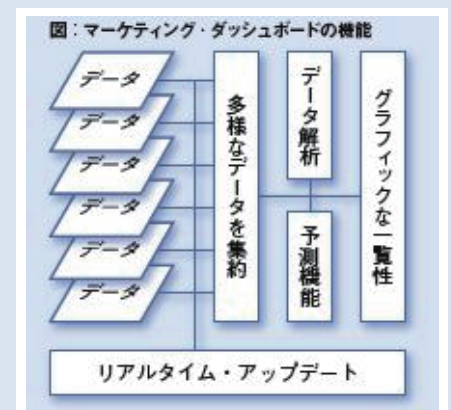 図：マーケティング・ダッシュボードの機能
データ
データ
データ
データ
データ
データ
多様なデータを集約
データ解析
予測機能
グラフィックな一覧性
リアルタイム・アップデート